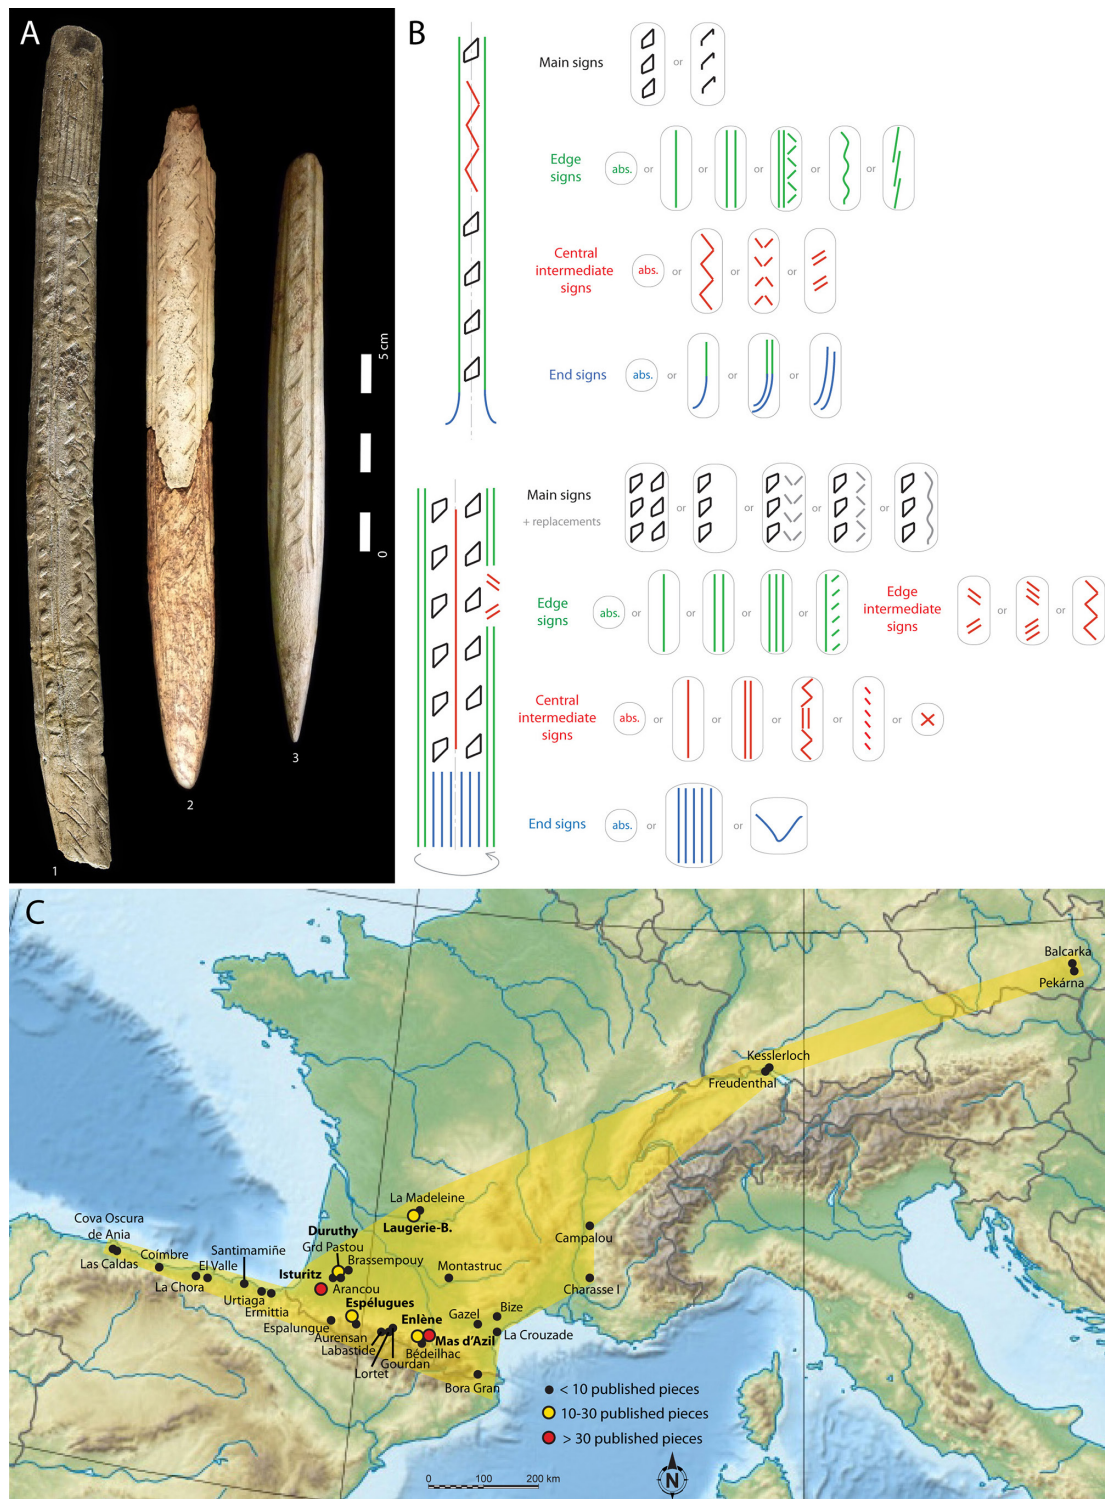 A
1
2
3
5 cm
0
B
Main signs
or
Edge
signs
abs.
or
or
or
or
or
Central
intermediate
signs
abs.
or
or
or
End signs
abs.
or
or
or
Main signs
+ replacements
or
or
or
or
Edge
signs
abs.
or
or
or
or
Edge
intermediate
signs
or
or
Central
intermediate
signs
abs.
or
or
or
or
or
End signs
abs.
or
or
C
Balcarka
Pekárna
Kesslerloch
Freudenthal
La Madeleine
Laugerie-B.
Cova Oscura
de Ania
Las Caldas
Coímbre
La Chora
El Valle
Santimamiñe
Urtiaga
Ermittia
Duruthy
Grd Pastou
Brassempouy
Isturitz
Arancou
Montastruc
Campalou
Charasse I
Espélugues
Espalungue
Aurensan
Labastide
Lortet
Gourdan
Enlène
Mas d'Azil
Bédeilhac
Gazel
Bize
La Crouzade
Bora Gran
< 10 published pieces
10-30 published pieces
> 30 published pieces
0 100 200 km
N